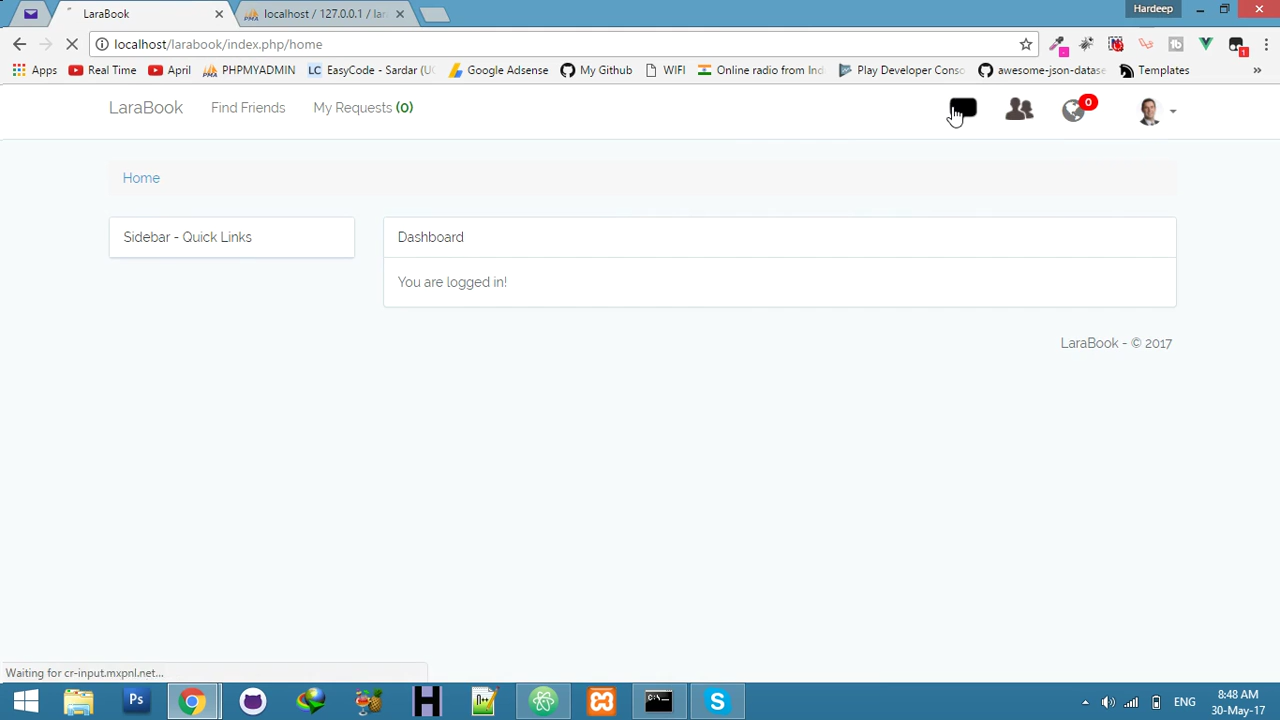 LaraBook
localhost / 127.0.0.1 / lar
Hardeep
localhost/larabook/index.php/home
Apps
Real Time
April
PHPMYADMIN
EasyCode - Sardar (UC
Google Adsense
My Github
WIFI
Online radio from Ind
Play Developer Conso
awesome-json-datase
Templates
»
LaraBook
Find Friends
My Requests (0)
0
Home
Sidebar - Quick Links
Dashboard
You are logged in!
LaraBook - © 2017
Waiting for cr-input.mxpnl.net...
ENG
8:48 AM
30-May-17